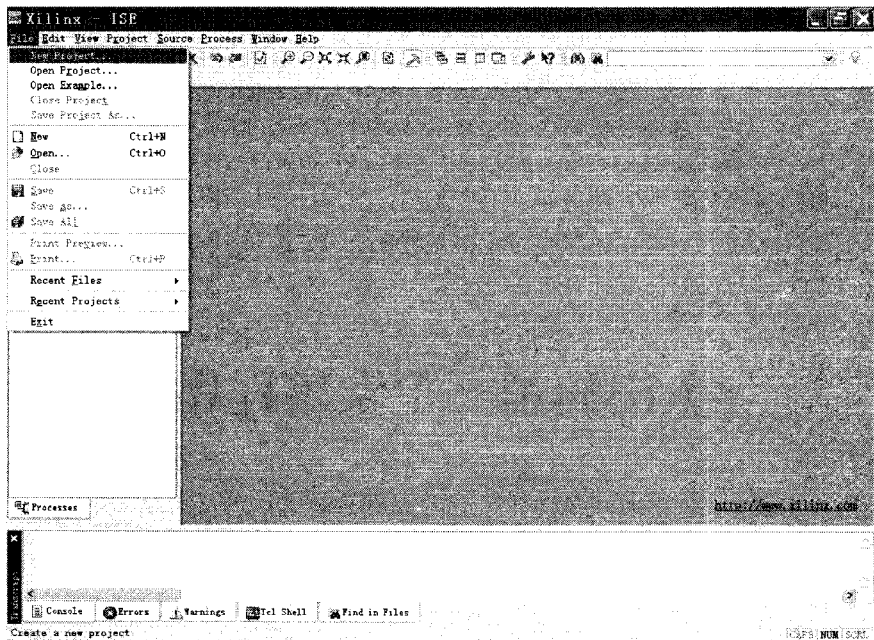 Xilinx - ISE
File Edit View Project Source Process Window Help
New Project...
Open Project...
Open Example...
Close Project
Save Project As...
New Ctrl+N
Open... Ctrl+O
Close
Save Ctrl+S
Save As...
Save All
Print Preview...
Print... Ctrl+P
Recent Files
Recent Projects
Exit
Processes
http://www.xilinx.com
Transcript
Console Errors Warnings Tcl Shell Find in Files
Create a new project CAPS NUM SCRL